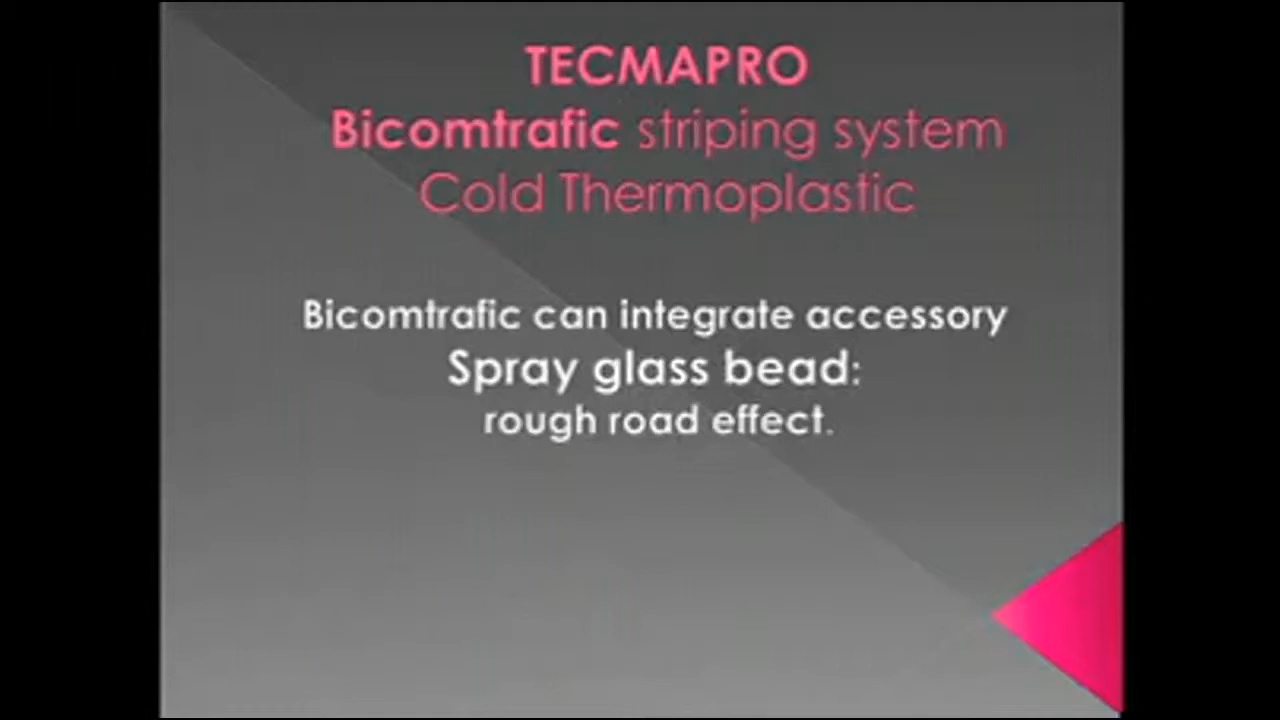 TECMAPRO
Bicomtrafic striping system
Cold Thermoplastic
Bicomtrafic can integrate accessory
Spray glass bead:
rough road effect.